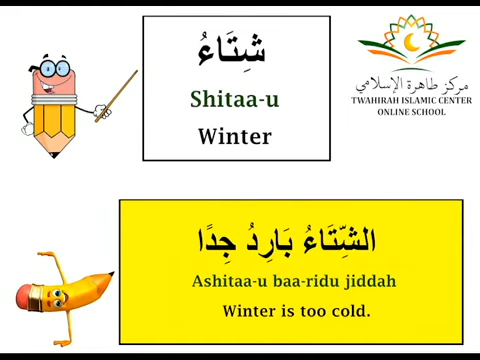 شِتَاءُ
Shitaa-u
Winter
مركز طاهرة الإسلامي
TWAHIRAH ISLAMIC CENTER
ONLINE SCHOOL
الشِّتَاءُ بَارِدُ جِدًا
Ashitaa-u baa-ridu jiddah
Winter is too cold.